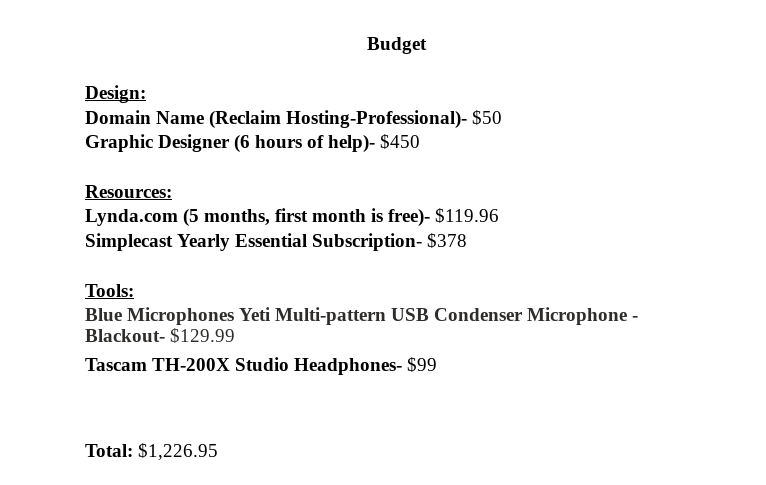 Budget
Design:
Domain Name (Reclaim Hosting-Professional)- $50
Graphic Designer (6 hours of help)- $450
Resources:
Lynda.com (5 months, first month is free)- $119.96
Simplecast Yearly Essential Subscription- $378
Tools:
Blue Microphones Yeti Multi-pattern USB Condenser Microphone -
Blackout- $129.99
Tascam TH-200X Studio Headphones- $99
Total: $1,226.95